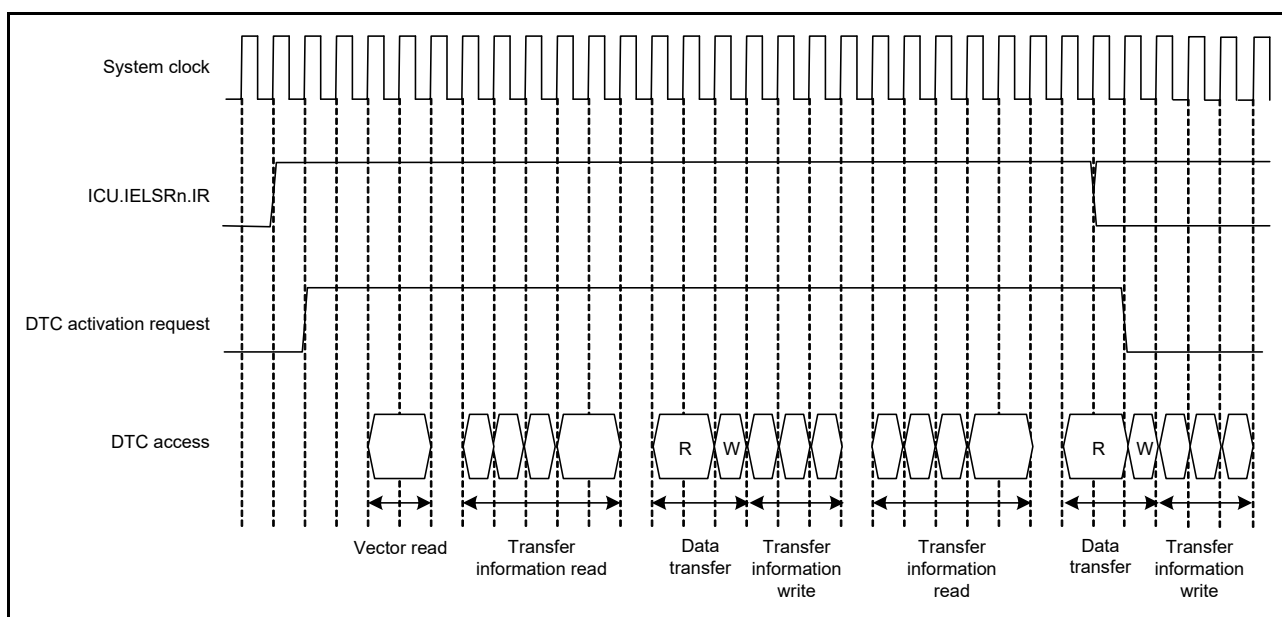 System clock
ICU.IELSRn.IR
DTC activation request
DTC access
R
W
R
W
Vector read
Transfer
information read
Data
transfer
Transfer
information
write
Transfer
information
read
Data
transfer
Transfer
information
write